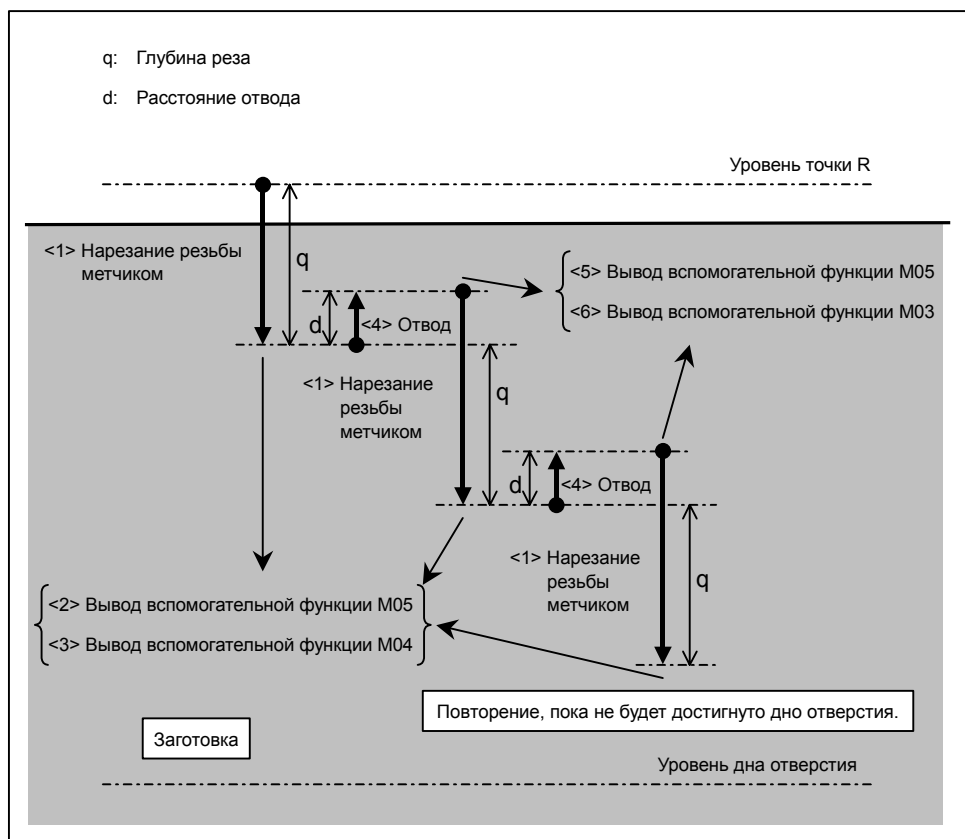 q: Глубина реза
d: Расстояние отвода
Уровень точки R
<1> Нарезание резьбы
метчиком
q
<5> Вывод вспомогательной функции M05
<6> Вывод вспомогательной функции M03
d
<4> Отвод
<1> Нарезание
резьбы
метчиком
q
d
<4> Отвод
<1> Нарезание
резьбы
метчиком
q
<2> Вывод вспомогательной функции M05
<3> Вывод вспомогательной функции M04
Повторение, пока не будет достигнуто дно отверстия.
Заготовка
Уровень дна отверстия